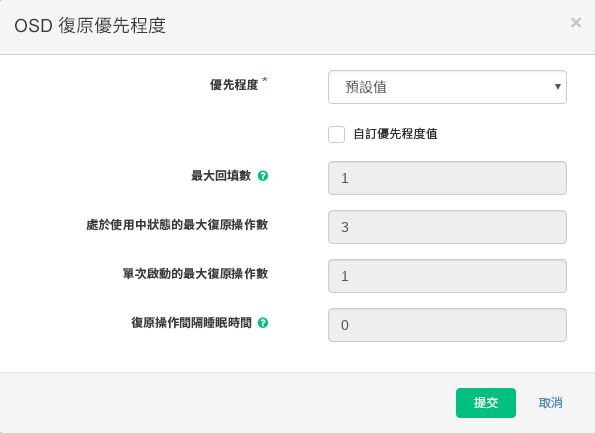 OSD 復原優先程度
×
優先程度 *
預設值
自訂優先程度值
最大回填數 ?
1
處於使用中狀態的最大復原操作數
3
單次啟動的最大復原操作數
1
復原操作間隔睡眠時間 ?
0
提交 取消